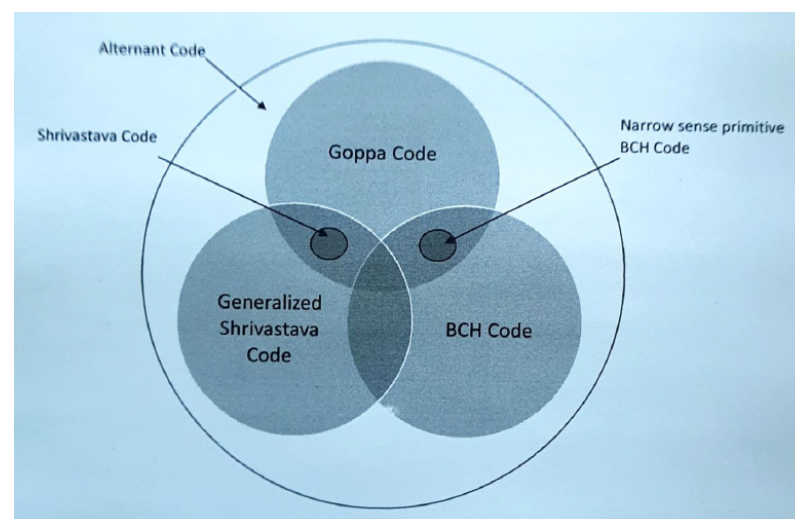 Alternant Code
Shrivastava Code
Goppa Code
Narrow sense primitive
BCH Code
Generalized
Shrivastava
Code
BCH Code